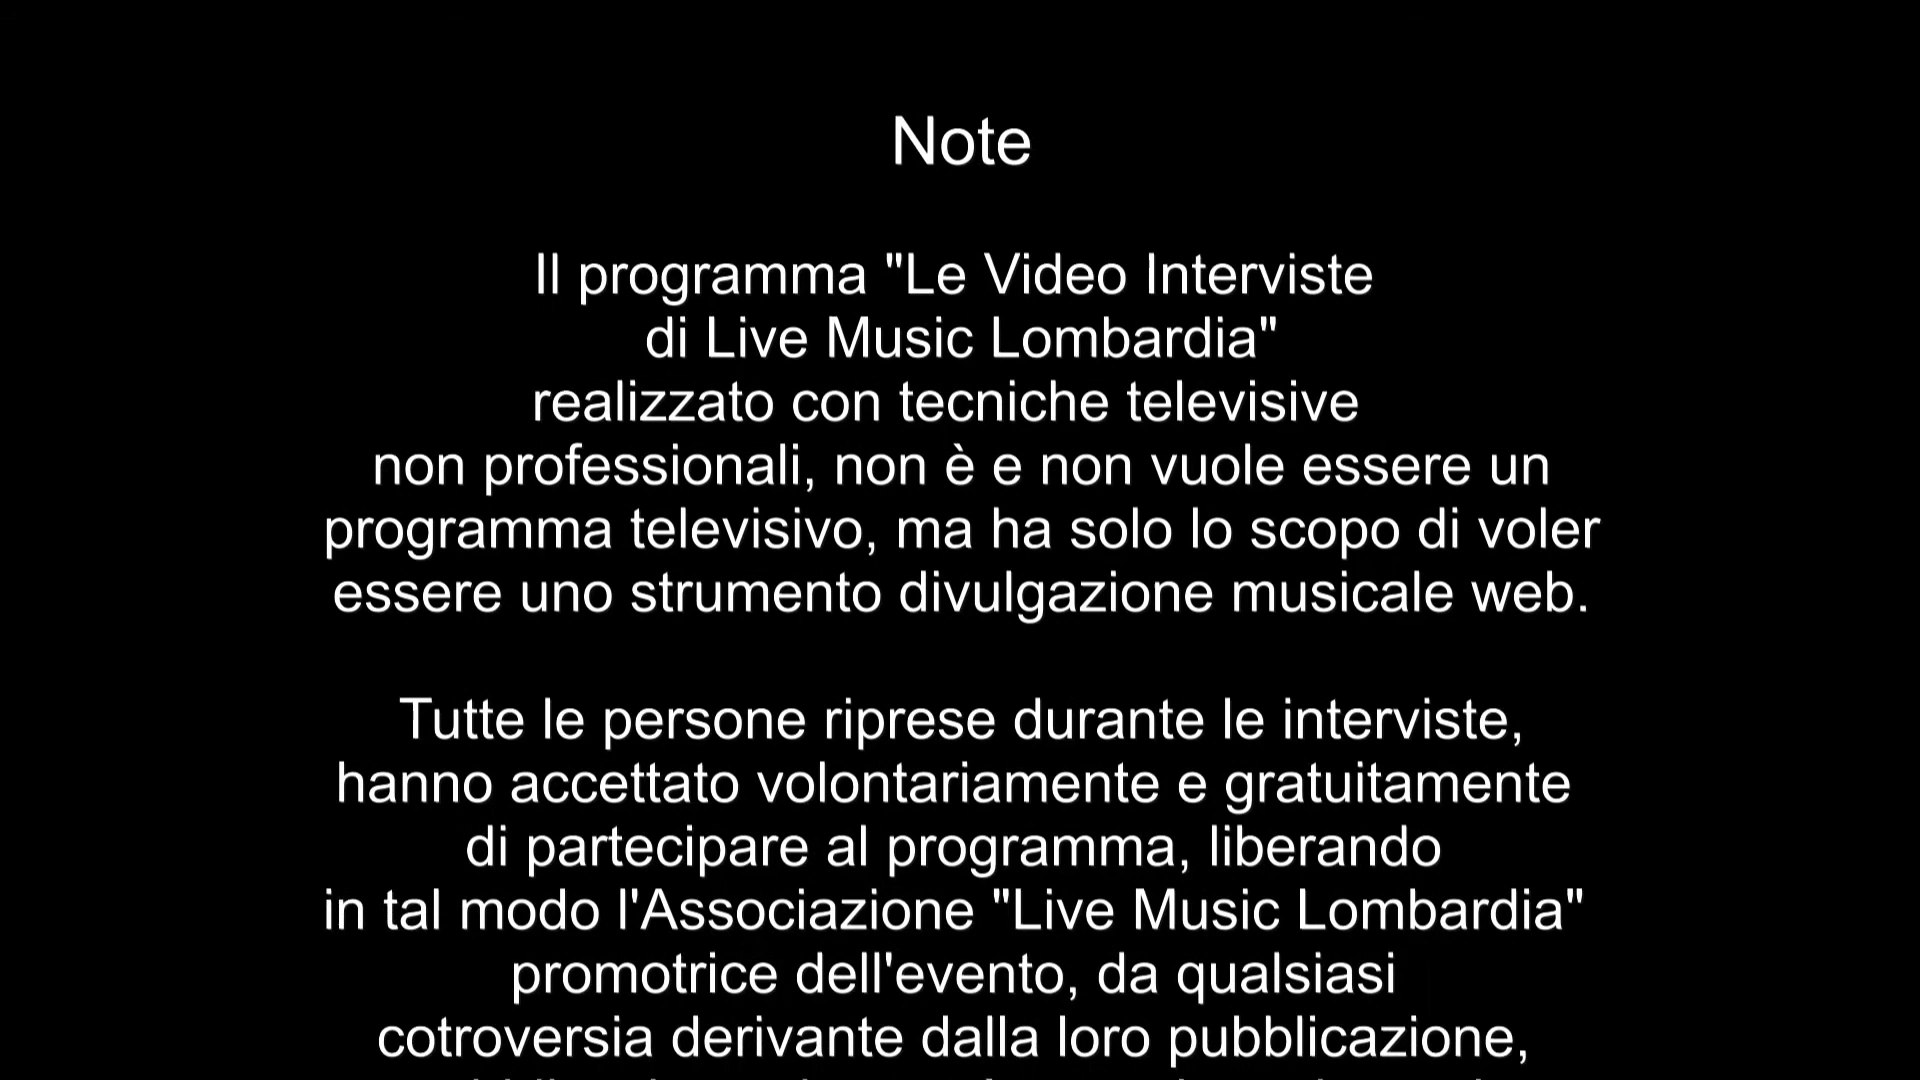 Note
Il programma "Le Video Interviste
di Live Music Lombardia"
realizzato con tecniche televisive
non professionali, non è e non vuole essere un
programma televisivo, ma ha solo lo scopo di voler
essere uno strumento divulgazione musicale web.
Tutte le persone riprese durante le interviste,
hanno accettato volontariamente e gratuitamente
di partecipare al programma, liberando
in tal modo l'Associazione "Live Music Lombardia"
promotrice dell'evento, da qualsiasi
cotroversia derivante dalla loro pubblicazione,